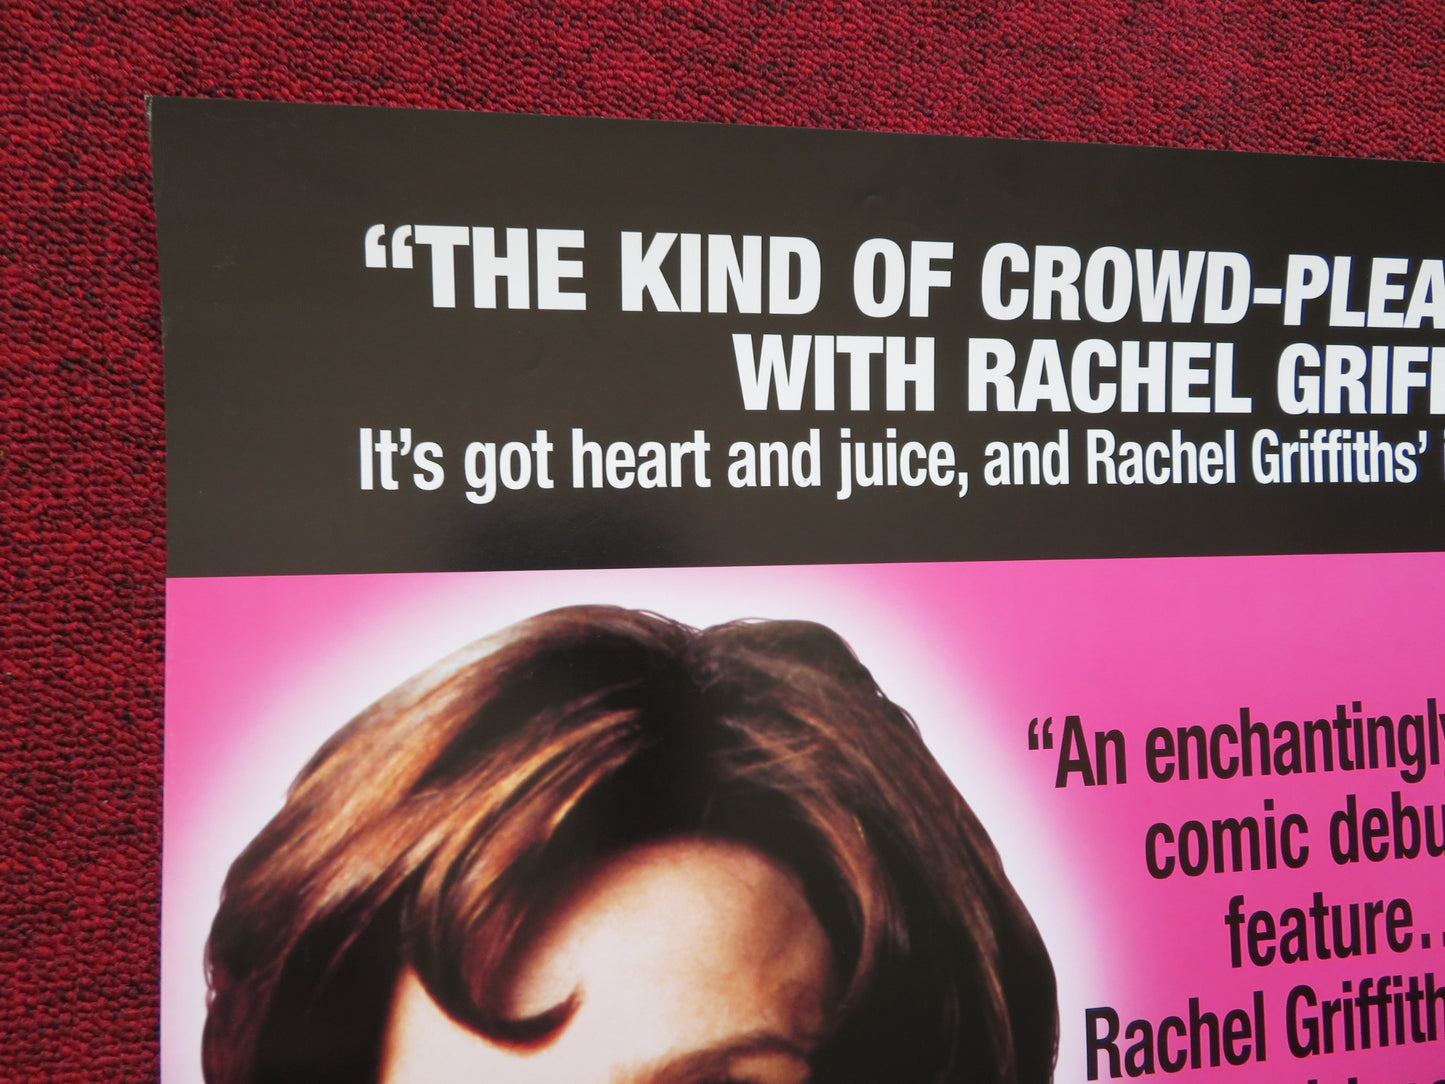 “THE KIND OF CROWD-PLEA
WITH RACHEL GRIFF
It’s got heart and juice, and Rachel Griffiths’
“An enchantingly
comic debu
feature..
Rachel Griffith